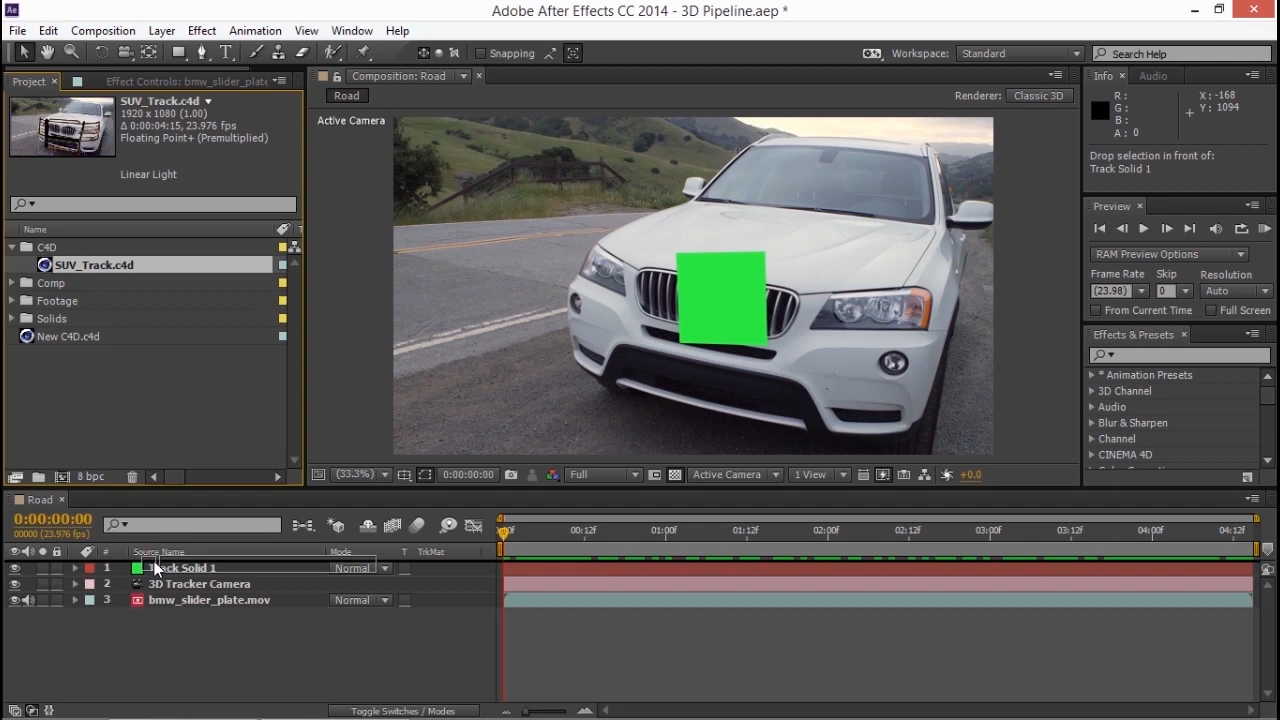 Ae
Adobe After Effects CC 2014 - 3D Pipeline.aep *
File Edit Composition Layer Effect Animation View Window Help
Snapping
Workspace: Standard
Search Help
Project
Effect Controls: bmw_slider_plate
SUV_Track.c4d
1920 x 1080 (1.00)
Δ 0:00:04:15, 23.976 fps
Floating Point+ (Premultiplied)
Linear Light
Name
C4D
SUV_Track.c4d
Comp
Footage
Solids
New C4D.c4d
8 bpc
Composition: Road
Road
Renderer: Classic 3D
Active Camera
(33.3%) 0:00:00:00 Full Active Camera 1 View +0.0
Info Audio
R :
G :
B :
A : 0
X : -168
Y : 1094
Drop selection in front of:
Track Solid 1
Preview
RAM Preview Options
Frame Rate Skip Resolution
(23.98) 0 Auto
From Current Time Full Screen
Effects & Presets
* Animation Presets
3D Channel
Audio
Blur & Sharpen
Channel
CINEMA 4D
Road
0:00:00:00
00000 (23.976 fps)
# Source Name Mode T TrkMat
1 Track Solid 1 Normal
2 3D Tracker Camera
3 bmw_slider_plate.mov Normal
00:12f 01:00f 01:12f 02:00f 02:12f 03:00f 03:12f 04:00f 04:12f
Toggle Switches / Modes